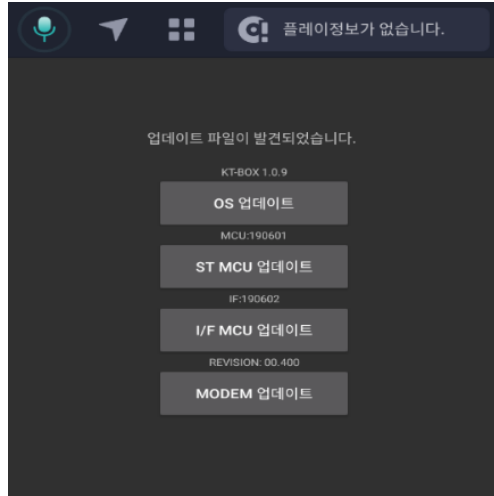 플레이정보가 없습니다.
업데이트 파일이 발견되었습니다.
KT-BOX 1.0.9
OS 업데이트
MCU:190601
ST MCU 업데이트
IF:190602
I/F MCU 업데이트
REVISION: 00.400
MODEM 업데이트